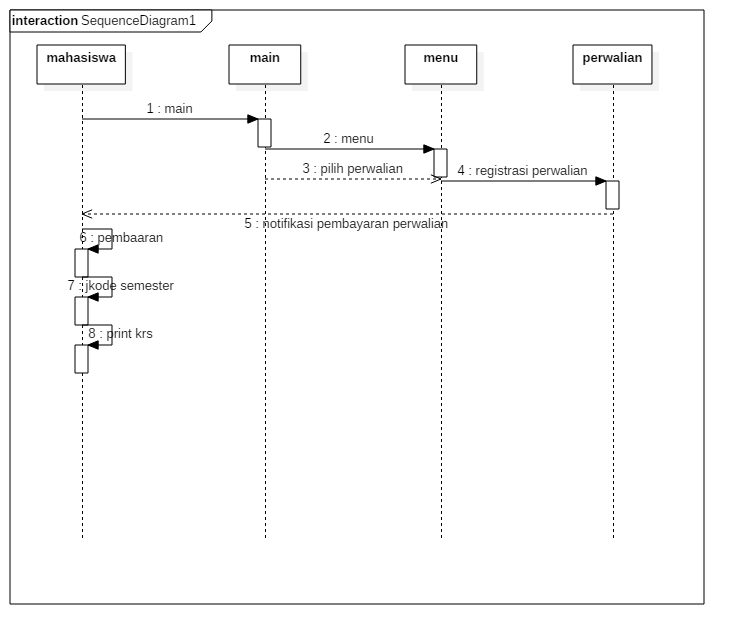 interaction SequenceDiagram1
mahasiswa
main
menu
perwalian
1 : main
2 : menu
3 : pilih perwalian
4 : registrasi perwalian
5 : notifikasi pembayaran perwalian
6 : pembaaran
7 : jkode semester
8 : print krs